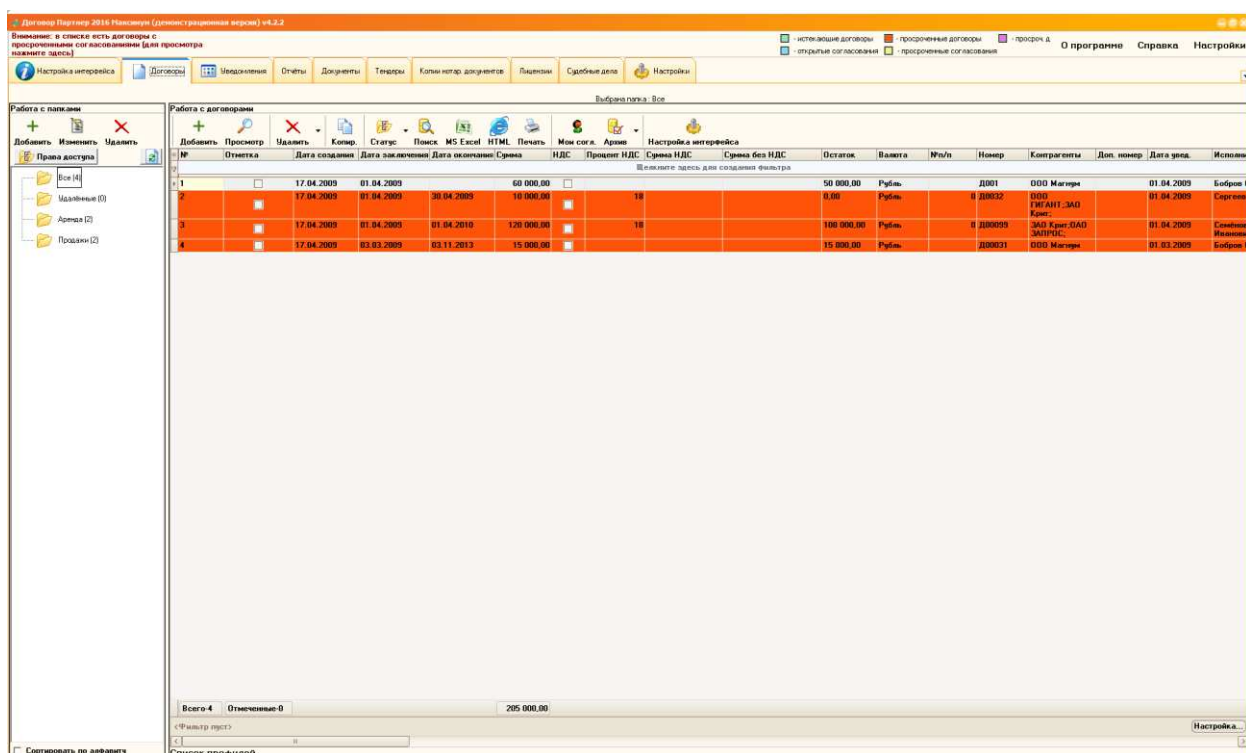 Договор Партнер 2016 Максимум (демонстрационная версия) v4.2.2
Внимание: в списке есть договоры с
просроченными согласованиями (для просмотра
нажмите здесь)
- истекающие договоры - просроченные договоры - просроч. д
- открытые согласования - просроченные согласования
О программе Справка Настройки
Настройка интерфейса Договоры Уведомления Отчёты Документы Тендеры Копии нотар. документов Лицензии Судебные дела Настройки
Выбрана папка : Все
Работа с папками
Добавить Изменить Удалить
Права доступа
Все (4)
Удалённые (0)
Аренда (2)
Продажи (2)
Сортировать по алфавиту
Работа с договорами
Добавить Просмотр Удалить Копир. Статус Поиск MS Excel HTML Печать Мои согл. Архив Настройка интерфейса
№ Отметка Дата создания Дата заключения Дата окончания Сумма НДС Процент НДС Сумма НДС Сумма без НДС Остаток Валюта №п/п Номер Контрагенты Доп. номер Дата увед. Исполни
Щелкните здесь для создания фильтра
1 17.04.2009 01.04.2009 60 000,00 50 000,00 Рубль Д001 ООО Магнум 01.04.2009 Бобров
2 17.04.2009 01.04.2009 30.04.2009 10 000,00 18 0,00 Рубль 0 Д0032 ООО 01.04.2009 Сергеев
ГИГАНТ;ЗАО
Крит;
3 17.04.2009 01.04.2009 01.04.2010 120 000,00 18 100 000,00 Рубль 0 Д00099 ЗАО Крит;ОАО 01.04.2009 Семёнов
ЗАПРОС; Иванов
4 17.04.2009 03.03.2009 03.11.2013 15 000,00 15 000,00 Рубль Д00031 ООО Магнум 01.03.2009 Бобров
Всего-4 Отмеченные-0 205 000,00
<Фильтр пуст> Настройка...
Список профилей